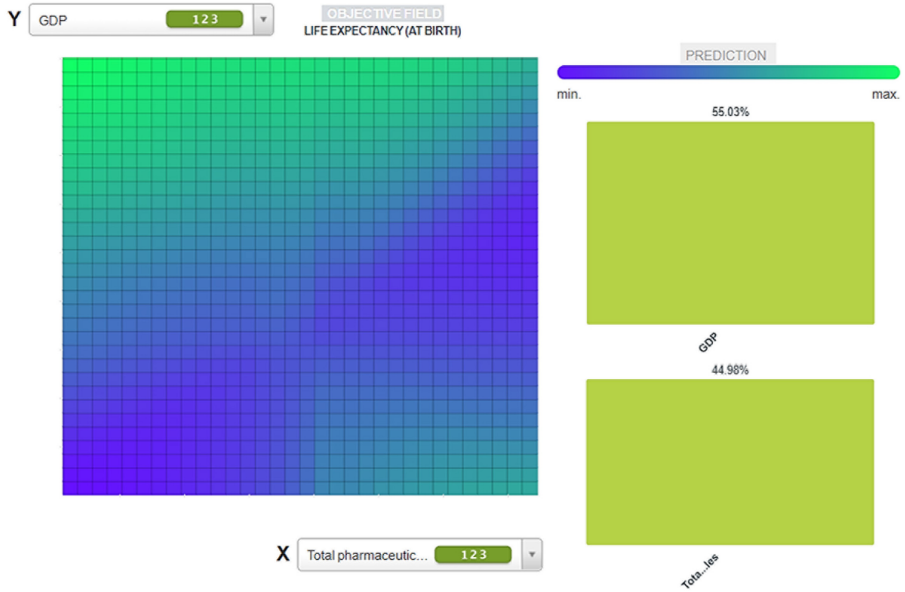 Y GDP 123
OBJECTIVE FIELD
LIFE EXPECTANCY (AT BIRTH)
PREDICTION
min. max.
55.03%
GDP
44.98%
Tota...les
X Total pharmaceutic... 123